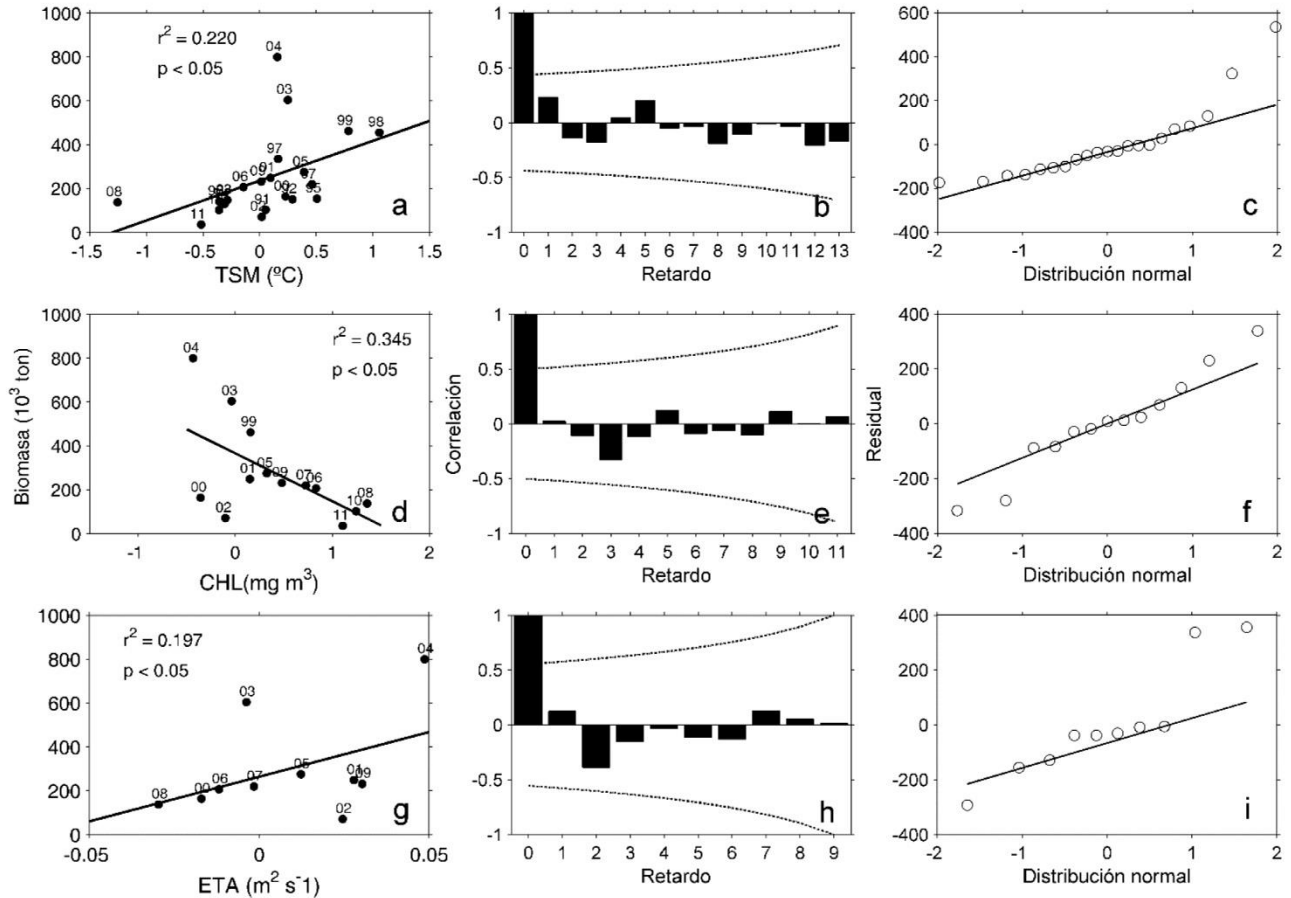 1000
800
600
400
200
0
r² = 0.220
p < 0.05
04
03
99
98
97
05
01
09
06
07
00
92
95
91
02
08
11
a
-1.5 -1 -0.5 0 0.5 1 1.5
TSM (ºC)
1
0.5
0
-0.5
-1
b
0 1 2 3 4 5 6 7 8 9 10 11 12 13
Retardo
600
400
200
0
-200
-400
c
-2 -1 0 1 2
Distribución normal
Biomasa (10³ ton)
1000
800
600
400
200
0
r² = 0.345
p < 0.05
04
03
99
01
05
09
07
06
00
02
08
10
11
d
-1 0 1 2
CHL(mg m³)
Correlación
1
0.5
0
-0.5
-1
e
0 1 2 3 4 5 6 7 8 9 10 11
Retardo
Residual
400
200
0
-200
-400
f
-2 -1 0 1 2
Distribución normal
1000
800
600
400
200
0
r² = 0.197
p < 0.05
04
03
05
01
09
08
00
06
07
02
g
-0.05 0 0.05
ETA (m² s⁻¹)
1
0.5
0
-0.5
-1
h
0 1 2 3 4 5 6 7 8 9
Retardo
400
200
0
-200
-400
i
-2 -1 0 1 2
Distribución normal